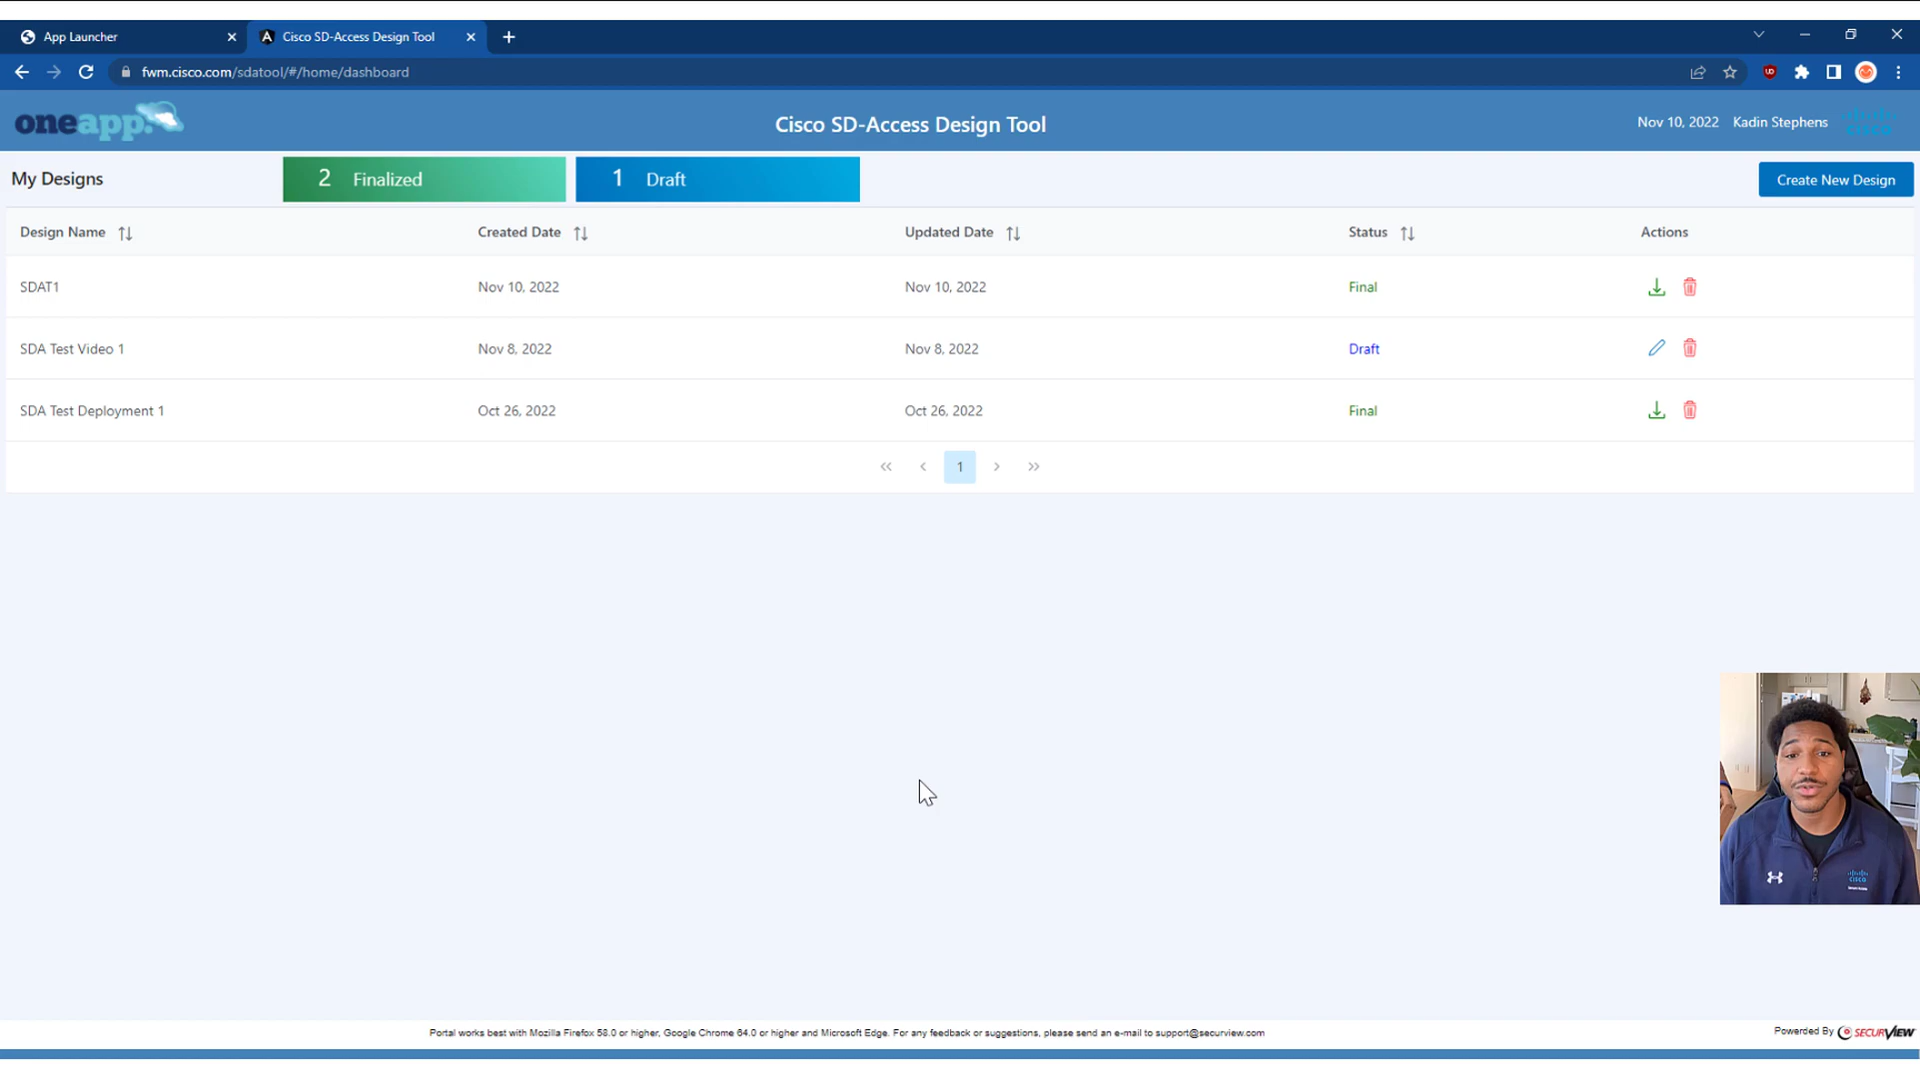 App Launcher
Cisco SD-Access Design Tool
fwm.cisco.com/sdatool/#/home/dashboard
oneapp.
Cisco SD-Access Design Tool
Nov 10, 2022 Kadin Stephens
cisco
My Designs
2 Finalized
1 Draft
Create New Design
Design Name Created Date Updated Date Status Actions
SDAT1 Nov 10, 2022 Nov 10, 2022 Final
SDA Test Video 1 Nov 8, 2022 Nov 8, 2022 Draft
SDA Test Deployment 1 Oct 26, 2022 Oct 26, 2022 Final
« ‹ 1 › »
cisco
Portal works best with Mozilla Firefox 58.0 or higher, Google Chrome 64.0 or higher and Microsoft Edge. For any feedback or suggestions, please send an e-mail to support@securview.com
Powered By SECURVIEW